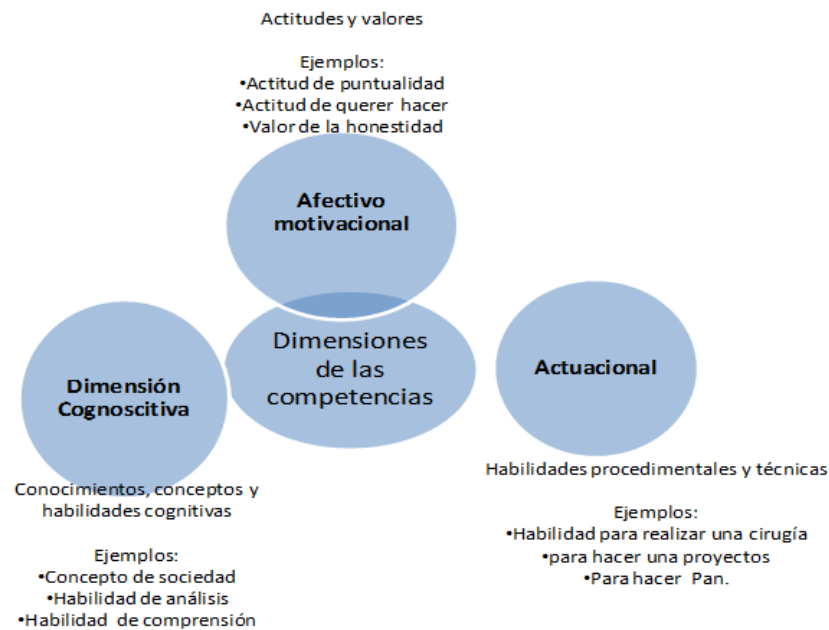 Actitudes y valores
Ejemplos:
•Actitud de puntualidad
•Actitud de querer hacer
•Valor de la honestidad
Afectivo
motivacional
Dimensiones
de las
competencias
Dimensión
Cognoscitiva
Actuacional
Conocimientos, conceptos y
habilidades cognitivas
Ejemplos:
•Concepto de sociedad
•Habilidad de análisis
•Habilidad de comprensión
Habilidades procedimentales y técnicas
Ejemplos:
•Habilidad para realizar una cirugía
•para hacer una proyectos
•Para hacer Pan.